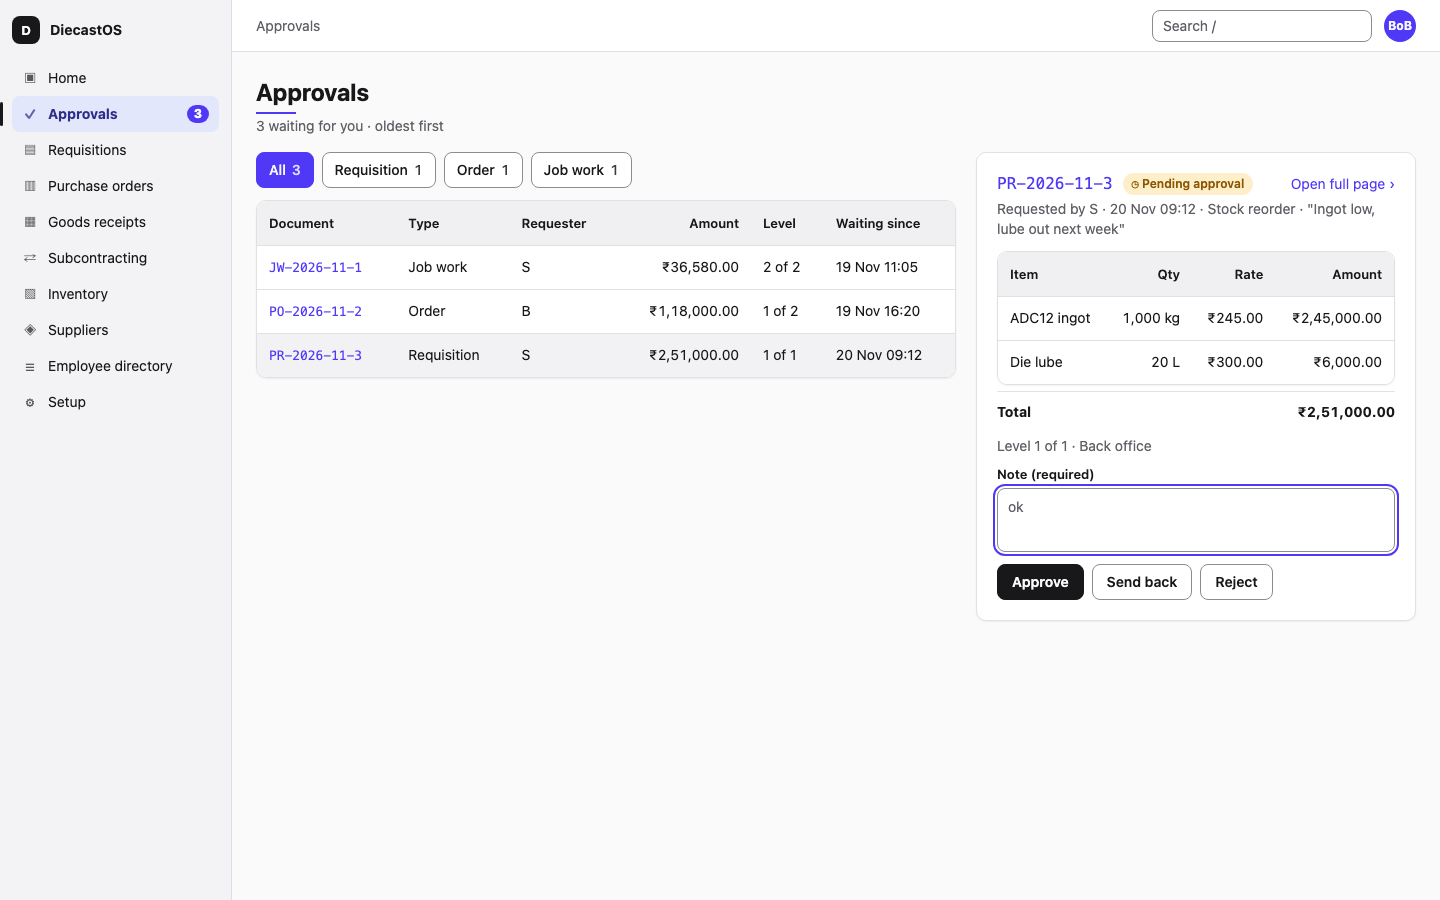 D DiecastOS
Home
Approvals 3
Requisitions
Purchase orders
Goods receipts
Subcontracting
Inventory
Suppliers
Employee directory
Setup
Approvals
Search /
BoB
Approvals
3 waiting for you · oldest first
All 3 Requisition 1 Order 1 Job work 1
Document Type Requester Amount Level Waiting since
JW-2026-11-1 Job work S ₹36,580.00 2 of 2 19 Nov 11:05
PO-2026-11-2 Order B ₹1,18,000.00 1 of 2 19 Nov 16:20
PR-2026-11-3 Requisition S ₹2,51,000.00 1 of 1 20 Nov 09:12
PR-2026-11-3 Pending approval Open full page ›
Requested by S · 20 Nov 09:12 · Stock reorder · "Ingot low,
lube out next week"
Item Qty Rate Amount
ADC12 ingot 1,000 kg ₹245.00 ₹2,45,000.00
Die lube 20 L ₹300.00 ₹6,000.00
Total ₹2,51,000.00
Level 1 of 1 · Back office
Note (required)
ok
Approve Send back Reject